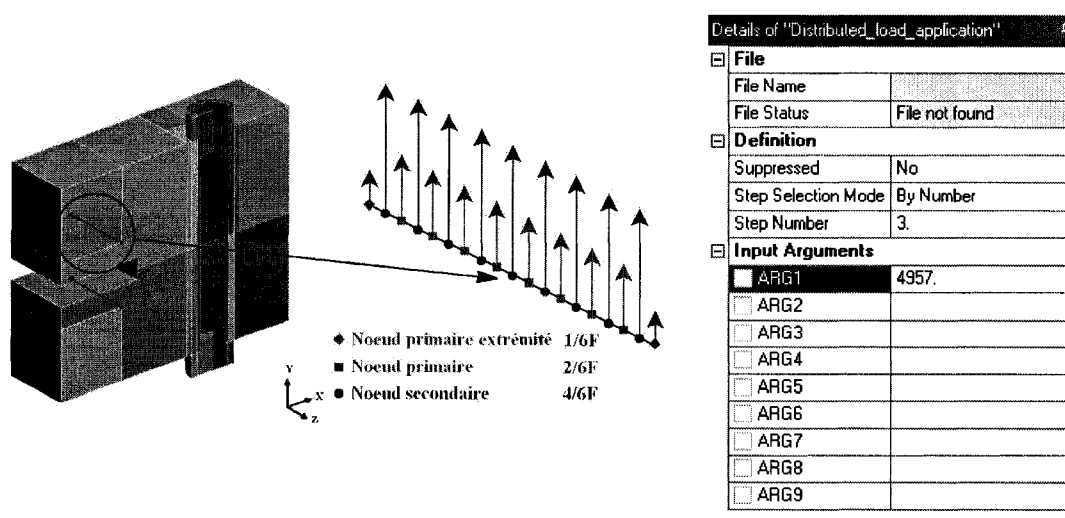 Details of "Distributed_load_application"
File
File Name
File Status File not found
Definition
Suppressed No
Step Selection Mode By Number
Step Number 3.
Input Arguments
ARG1 4957.
ARG2
ARG3
ARG4
ARG5
ARG6
ARG7
ARG8
ARG9
Noeud primaire extrémité 1/6F
Noeud primaire 2/6F
Noeud secondaire 4/6F
Y
X
Z